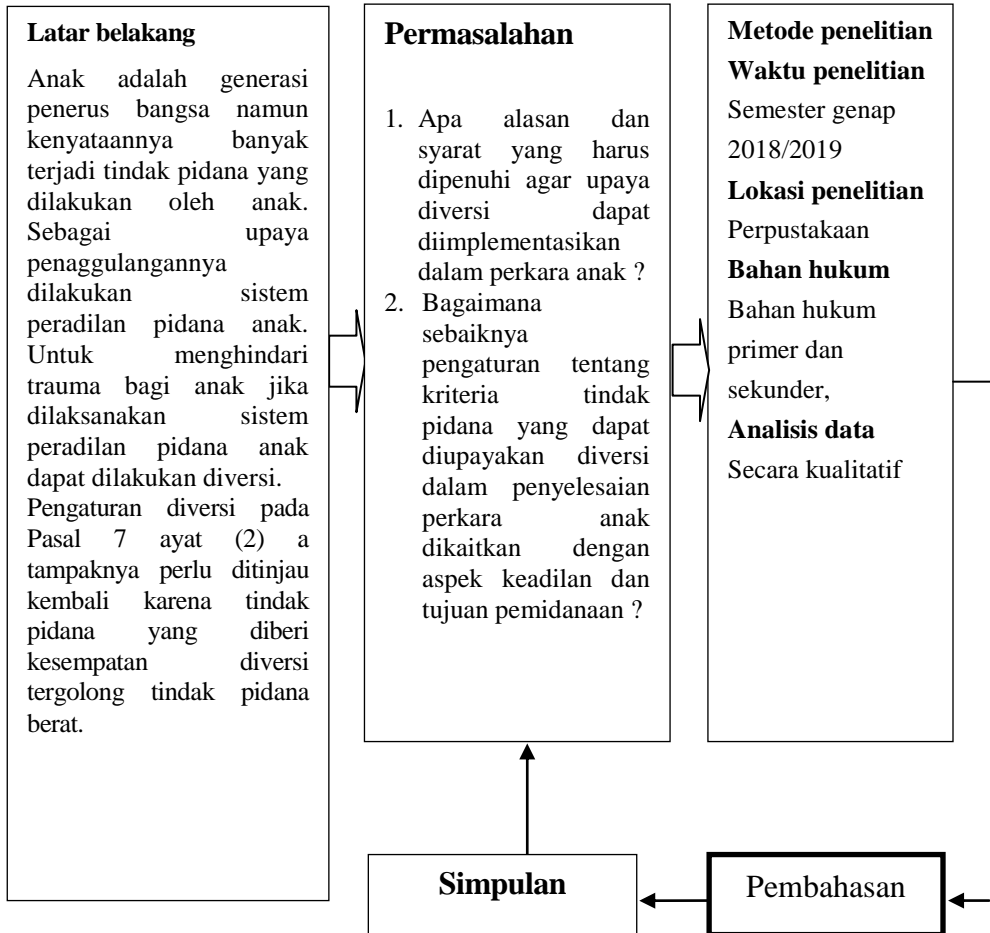 Latar belakang
Anak adalah generasi
penerus bangsa namun
kenyataannya banyak
terjadi tindak pidana yang
dilakukan oleh anak.
Sebagai upaya
penaggulangannya
dilakukan sistem
peradilan pidana anak.
Untuk menghindari
trauma bagi anak jika
dilaksanakan sistem
peradilan pidana anak
dapat dilakukan diversi.
Pengaturan diversi pada
Pasal 7 ayat (2) a
tampaknya perlu ditinjau
kembali karena tindak
pidana yang diberi
kesempatan diversi
tergolong tindak pidana
berat.
Permasalahan
1. Apa alasan dan
syarat yang harus
dipenuhi agar upaya
diversi dapat
diimplementasikan
dalam perkara anak ?
2. Bagaimana
sebaiknya
pengaturan tentang
kriteria tindak
pidana yang dapat
diupayakan diversi
dalam penyelesaian
perkara anak
dikaitkan dengan
aspek keadilan dan
tujuan pemidanaan ?
Metode penelitian
Waktu penelitian
Semester genap
2018/2019
Lokasi penelitian
Perpustakaan
Bahan hukum
Bahan hukum
primer dan
sekunder,
Analisis data
Secara kualitatif
Simpulan
Pembahasan